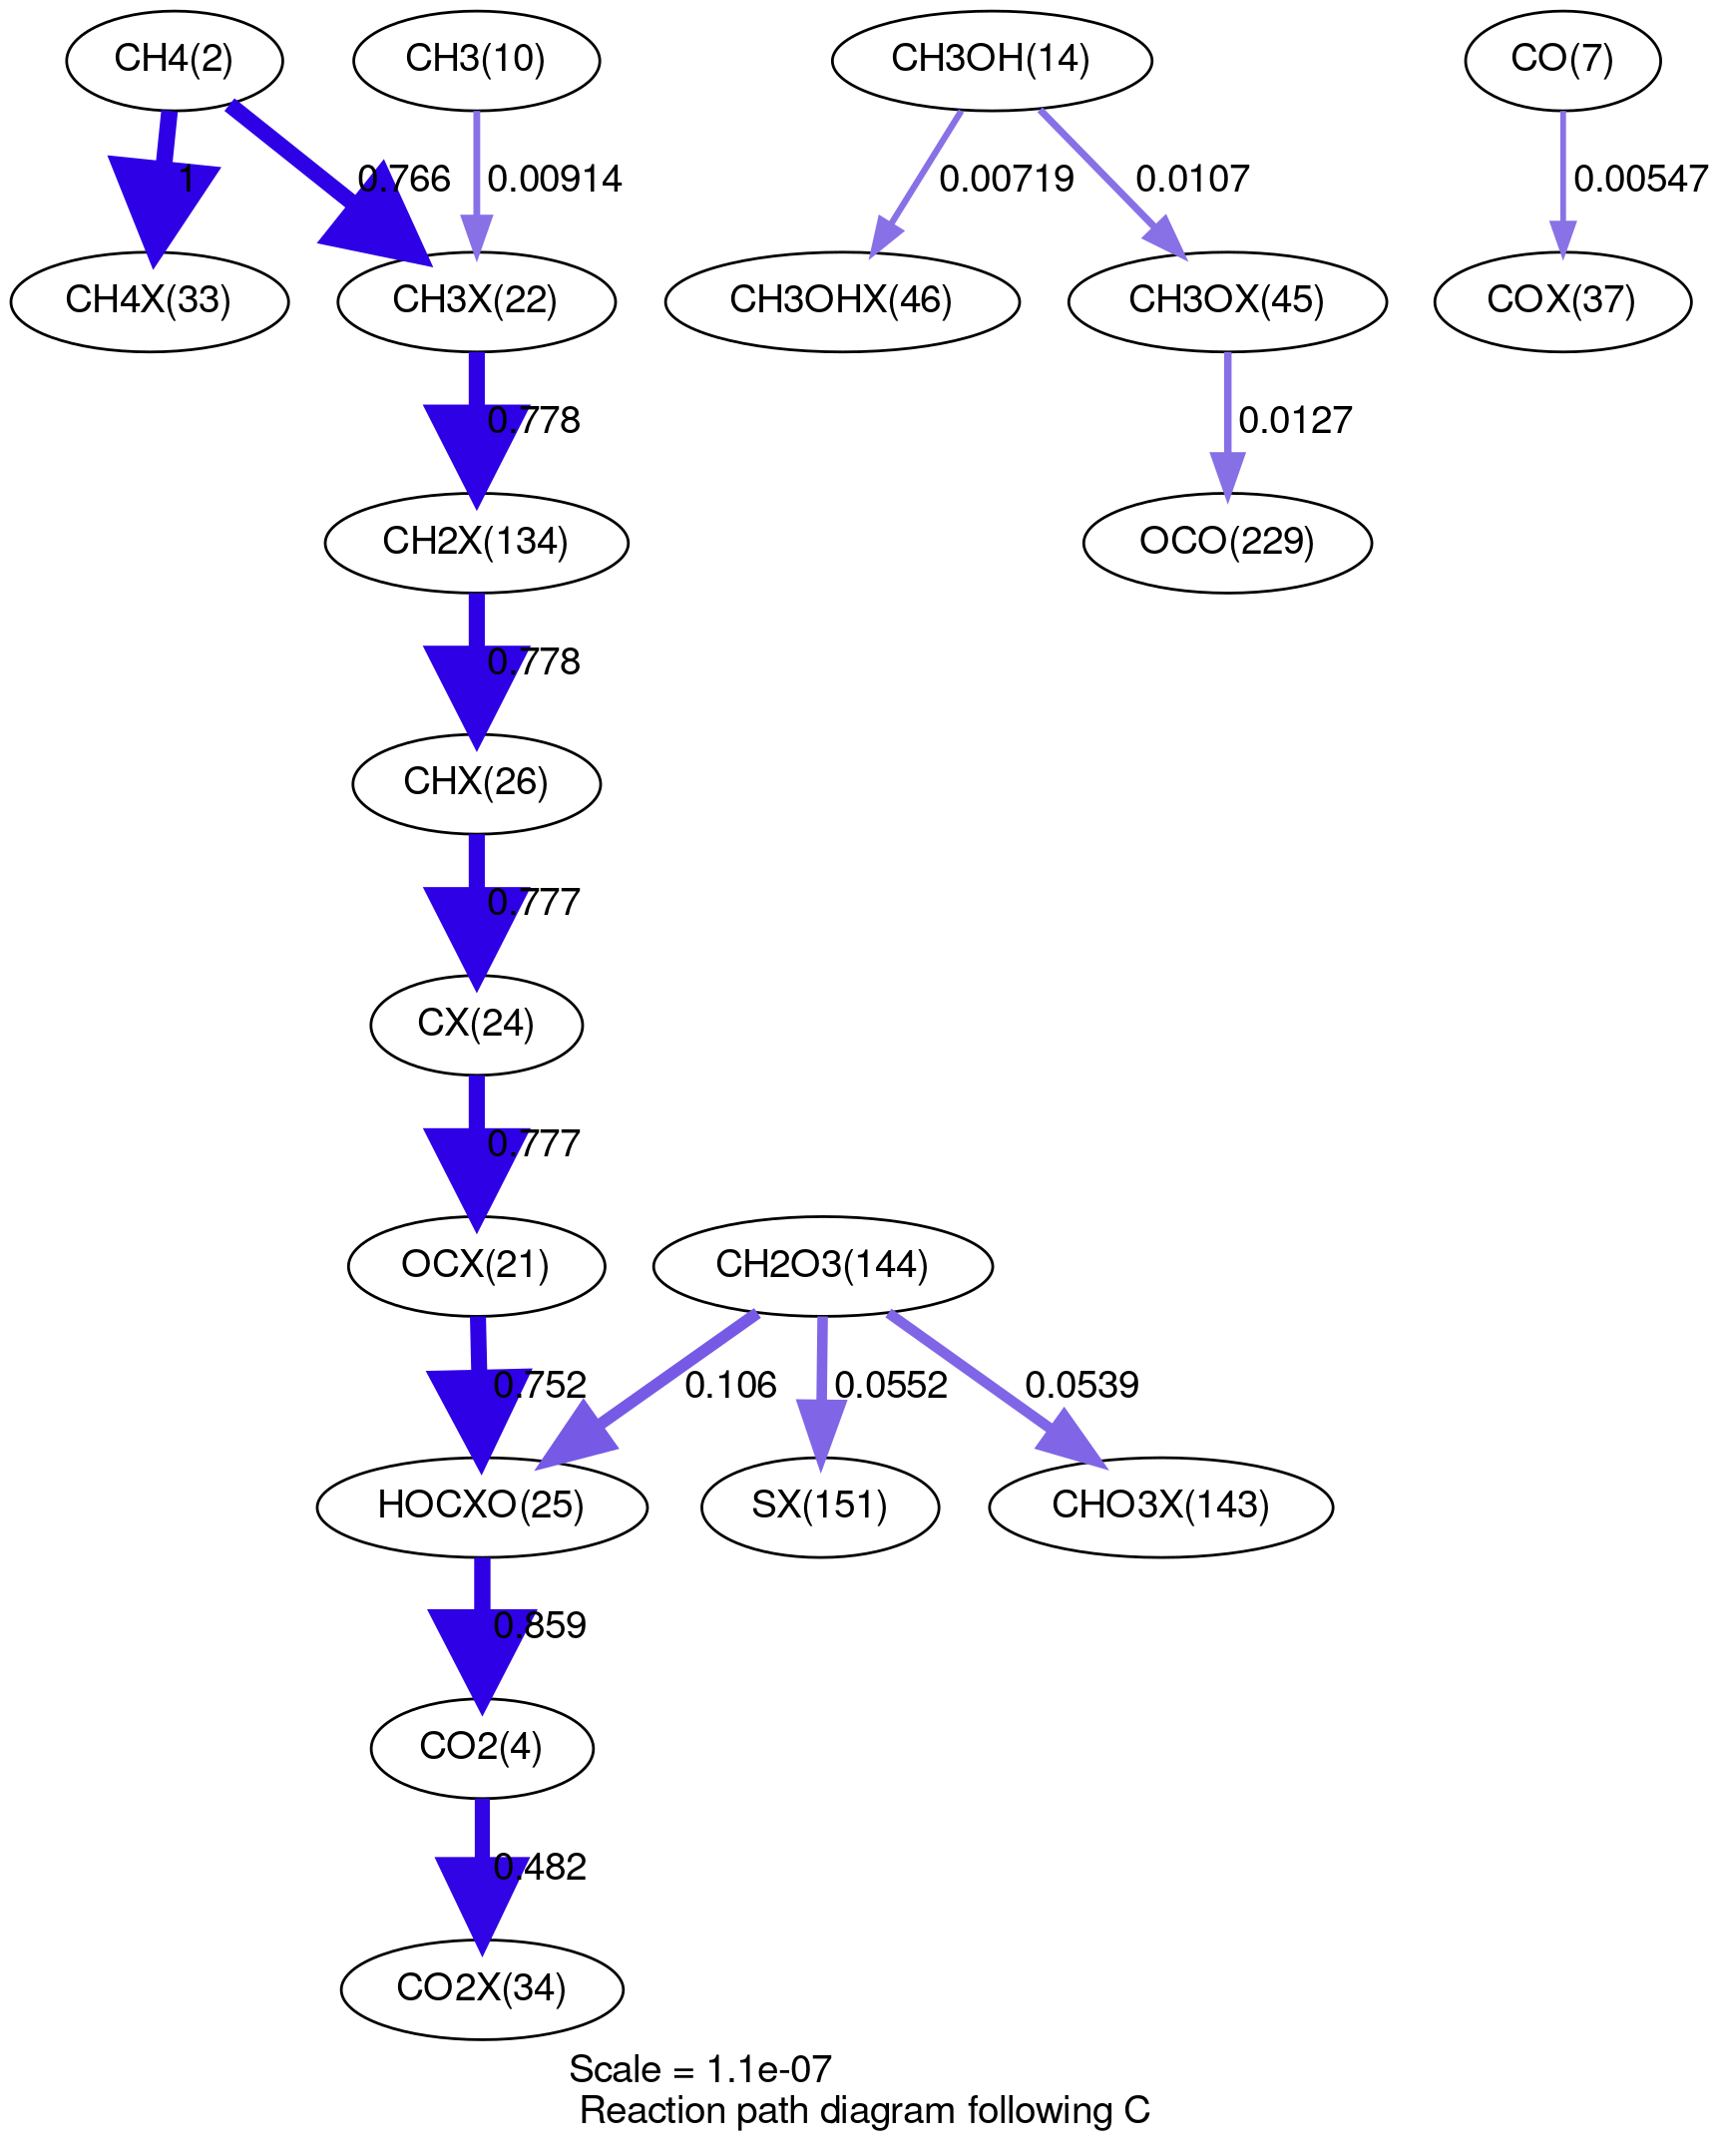 CH4(2)
CH3(10)
CH3OH(14)
CO(7)
1
0.766
0.00914
0.00719
0.0107
0.00547
CH4X(33)
CH3X(22)
CH3OHX(46)
CH3OX(45)
COX(37)
0.778
0.0127
CH2X(134)
OCO(229)
0.778
CHX(26)
0.777
CX(24)
0.777
OCX(21)
CH2O3(144)
0.752
0.106
0.0552
0.0539
HOCXO(25)
SX(151)
CHO3X(143)
0.859
CO2(4)
0.482
CO2X(34)
Scale = 1.1e-07
Reaction path diagram following C